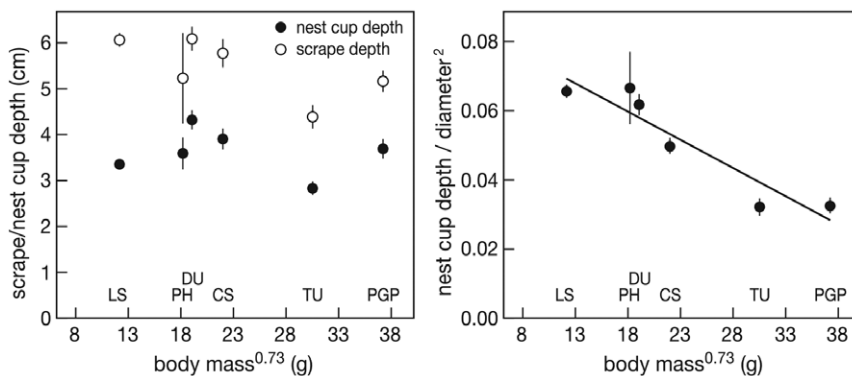 nest cup depth
scrape depth
scrape/nest cup depth (cm)
6
5
4
3
2
1
0
LS
PH
DU
CS
TU
PGP
8
13
18
23
28
33
38
body mass^0.73 (g)
nest cup depth / diameter²
0.08
0.06
0.04
0.02
0.00
LS
PH
DU
CS
TU
PGP
8
13
18
23
28
33
38
body mass^0.73 (g)